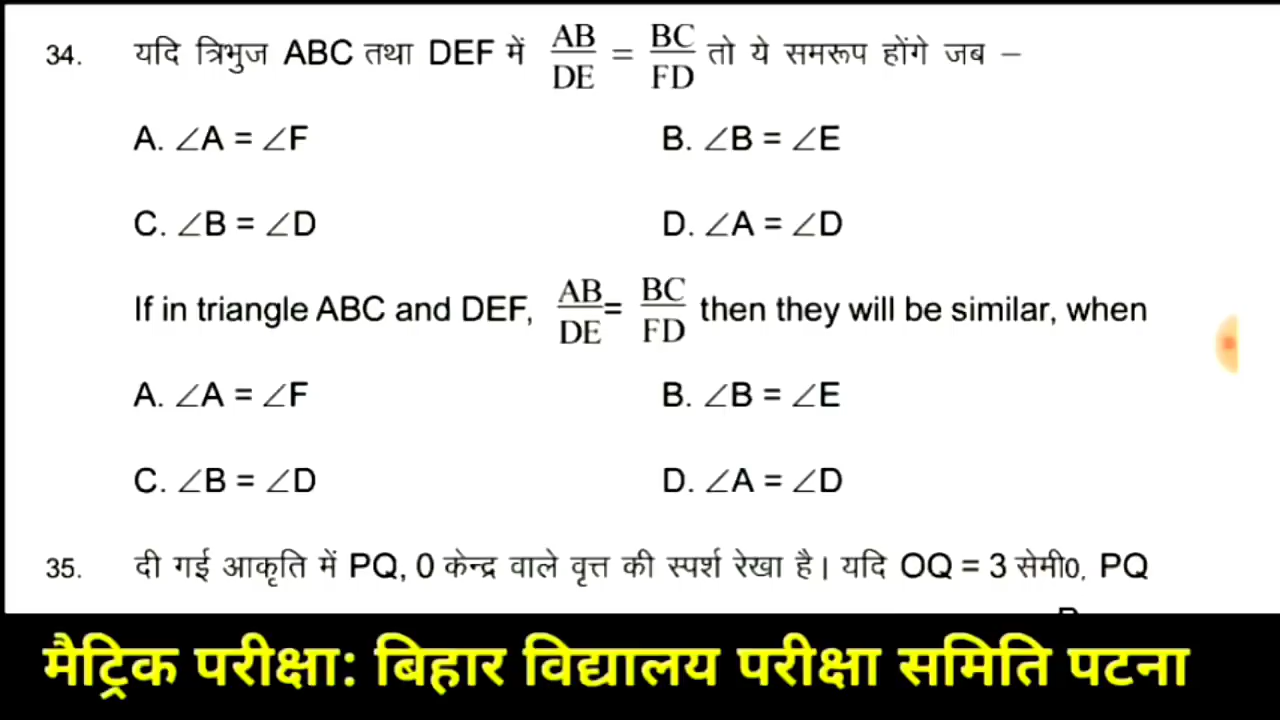 34. यदि त्रिभुज ABC तथा DEF में AB/DE = BC/FD तो ये समरूप होंगे जब –
A. ∠A = ∠F B. ∠B = ∠E
C. ∠B = ∠D D. ∠A = ∠D
If in triangle ABC and DEF, AB/DE = BC/FD then they will be similar, when
A. ∠A = ∠F B. ∠B = ∠E
C. ∠B = ∠D D. ∠A = ∠D
35. दी गई आकृति में PQ, 0 केन्द्र वाले वृत्त की स्पर्श रेखा है। यदि OQ = 3 सेमी0, PQ
मैट्रिक परीक्षा: बिहार विद्यालय परीक्षा समिति पटना